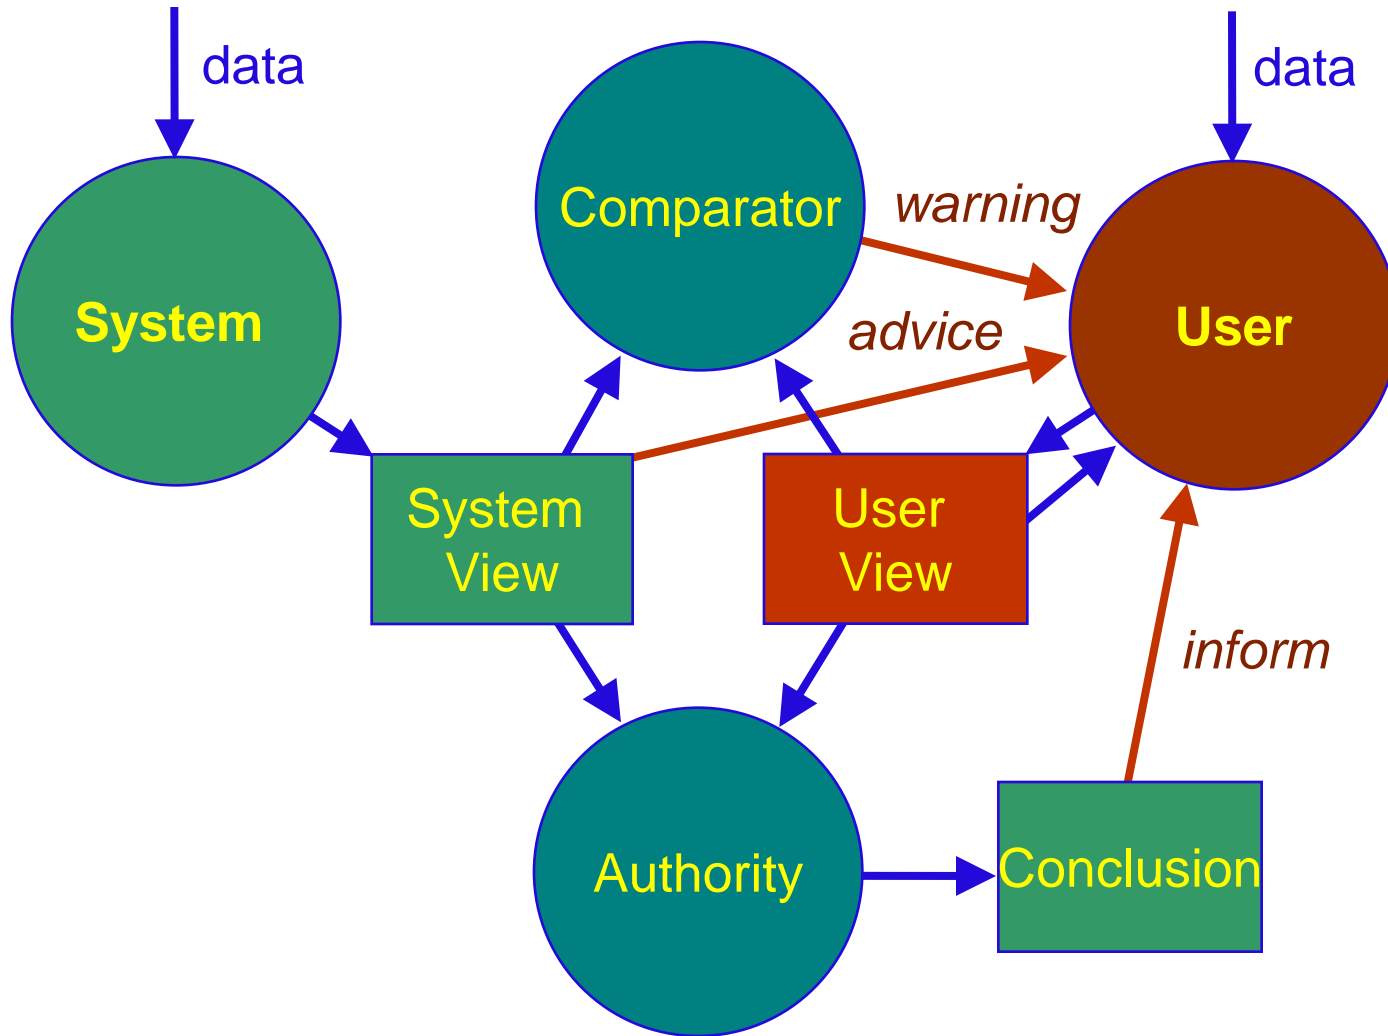 data
data
Comparator
warning
System
advice
User
System
View
User
View
inform
Authority
Conclusion